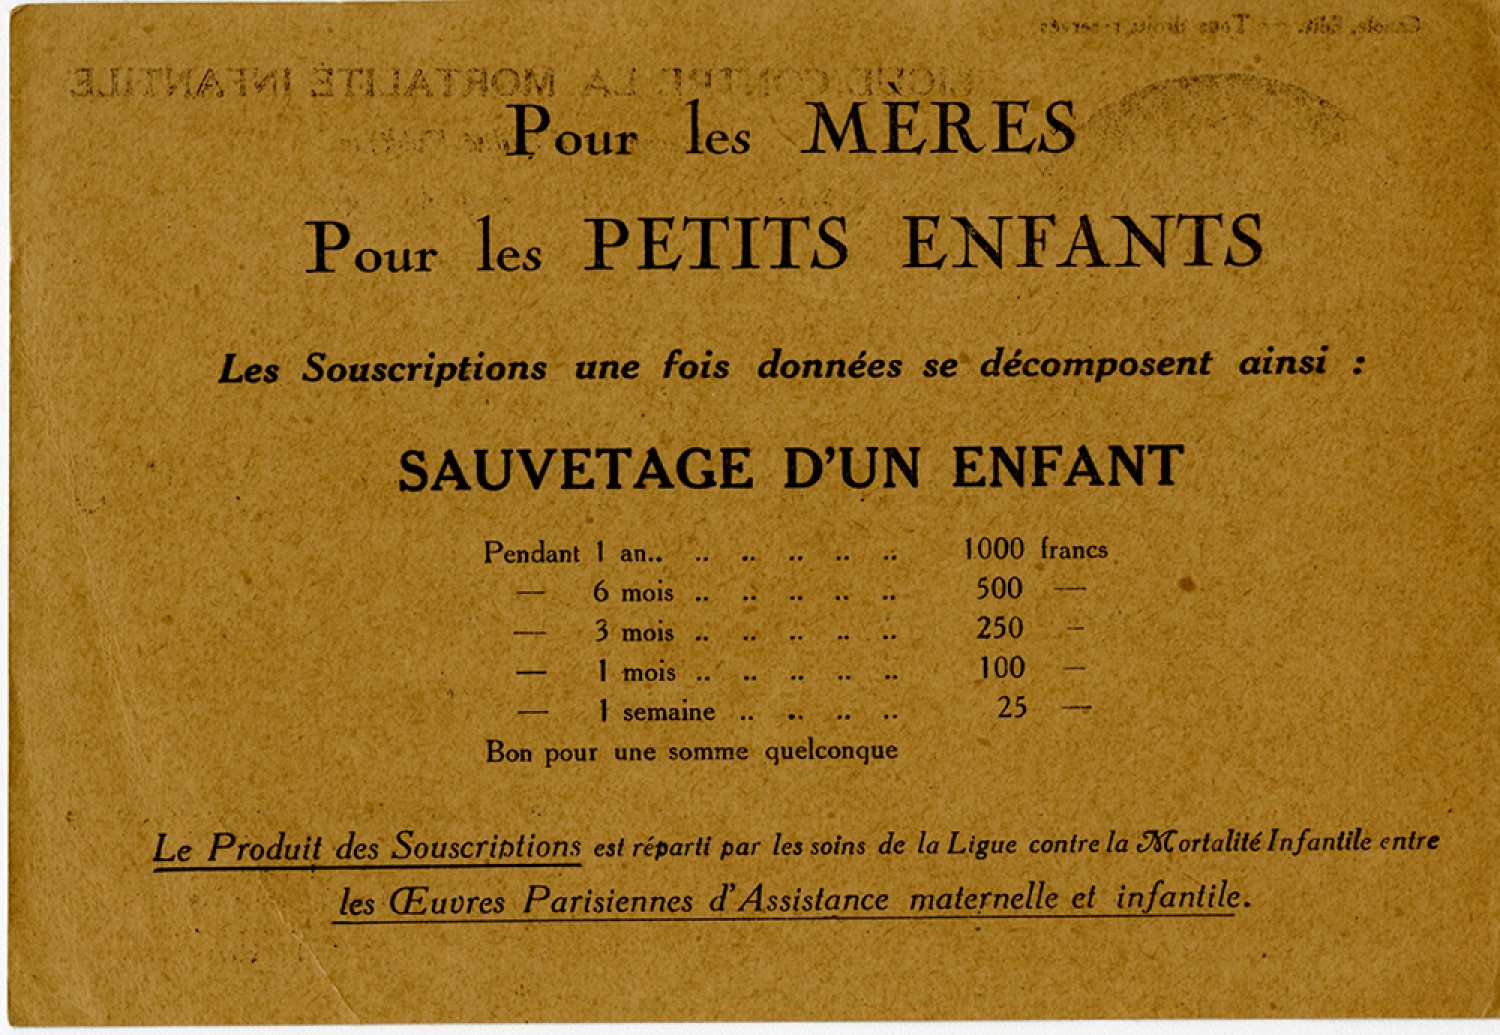 Pour les MÈRES
Pour les PETITS ENFANTS
Les Souscriptions une fois données se décomposent ainsi :
SAUVETAGE D'UN ENFANT
Pendant 1 an.. .. .. .. .. .. 1000 francs
— 6 mois .. .. .. .. .. 500 —
— 3 mois .. .. .. .. .. 250 —
— 1 mois .. .. .. .. .. 100 —
— 1 semaine .. .. .. .. 25 —
Bon pour une somme quelconque
Le Produit des Souscriptions est réparti par les soins de la Ligue contre la Mortalité Infantile entre
les Œuvres Parisiennes d'Assistance maternelle et infantile.